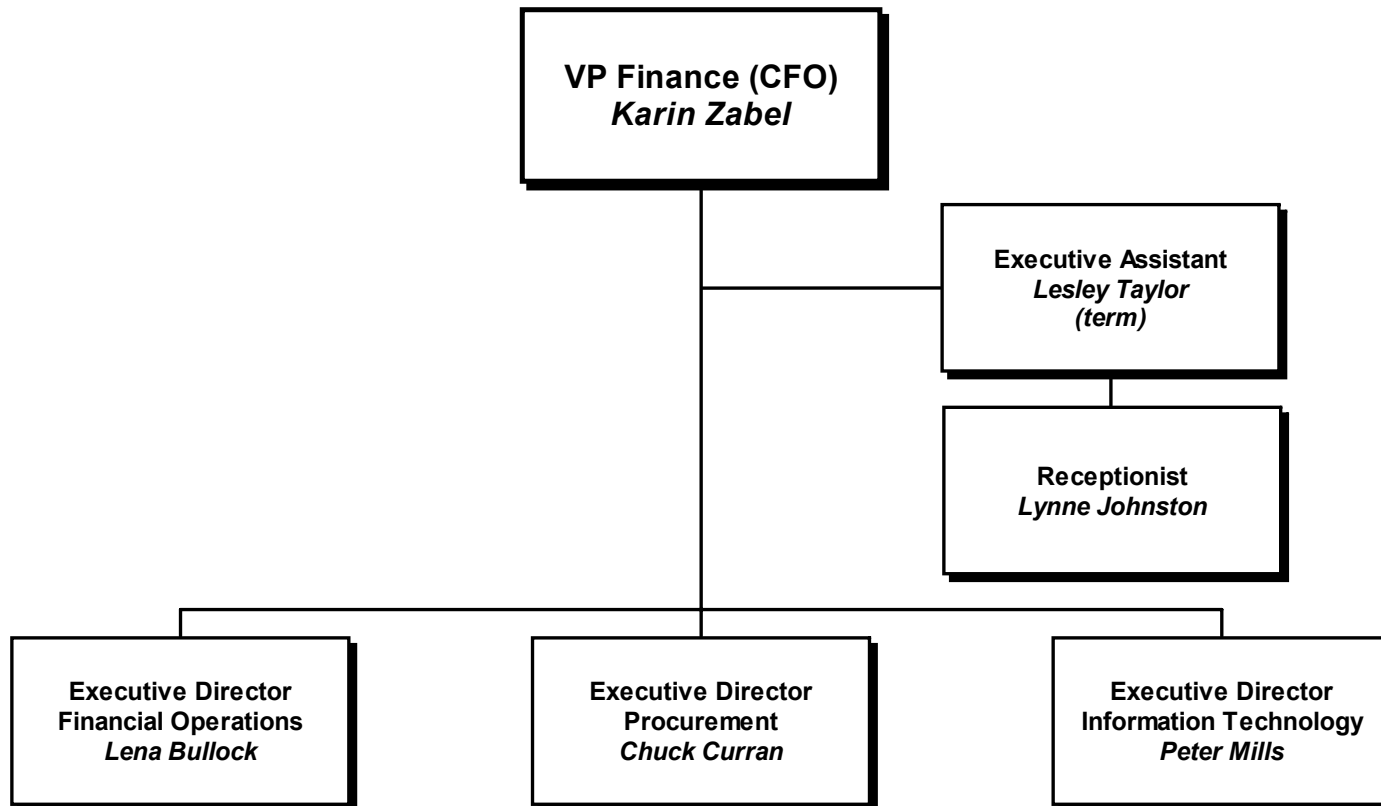 VP Finance (CFO)
Karin Zabel
Executive Assistant
Lesley Taylor
(term)
Receptionist
Lynne Johnston
Executive Director
Financial Operations
Lena Bullock
Executive Director
Procurement
Chuck Curran
Executive Director
Information Technology
Peter Mills